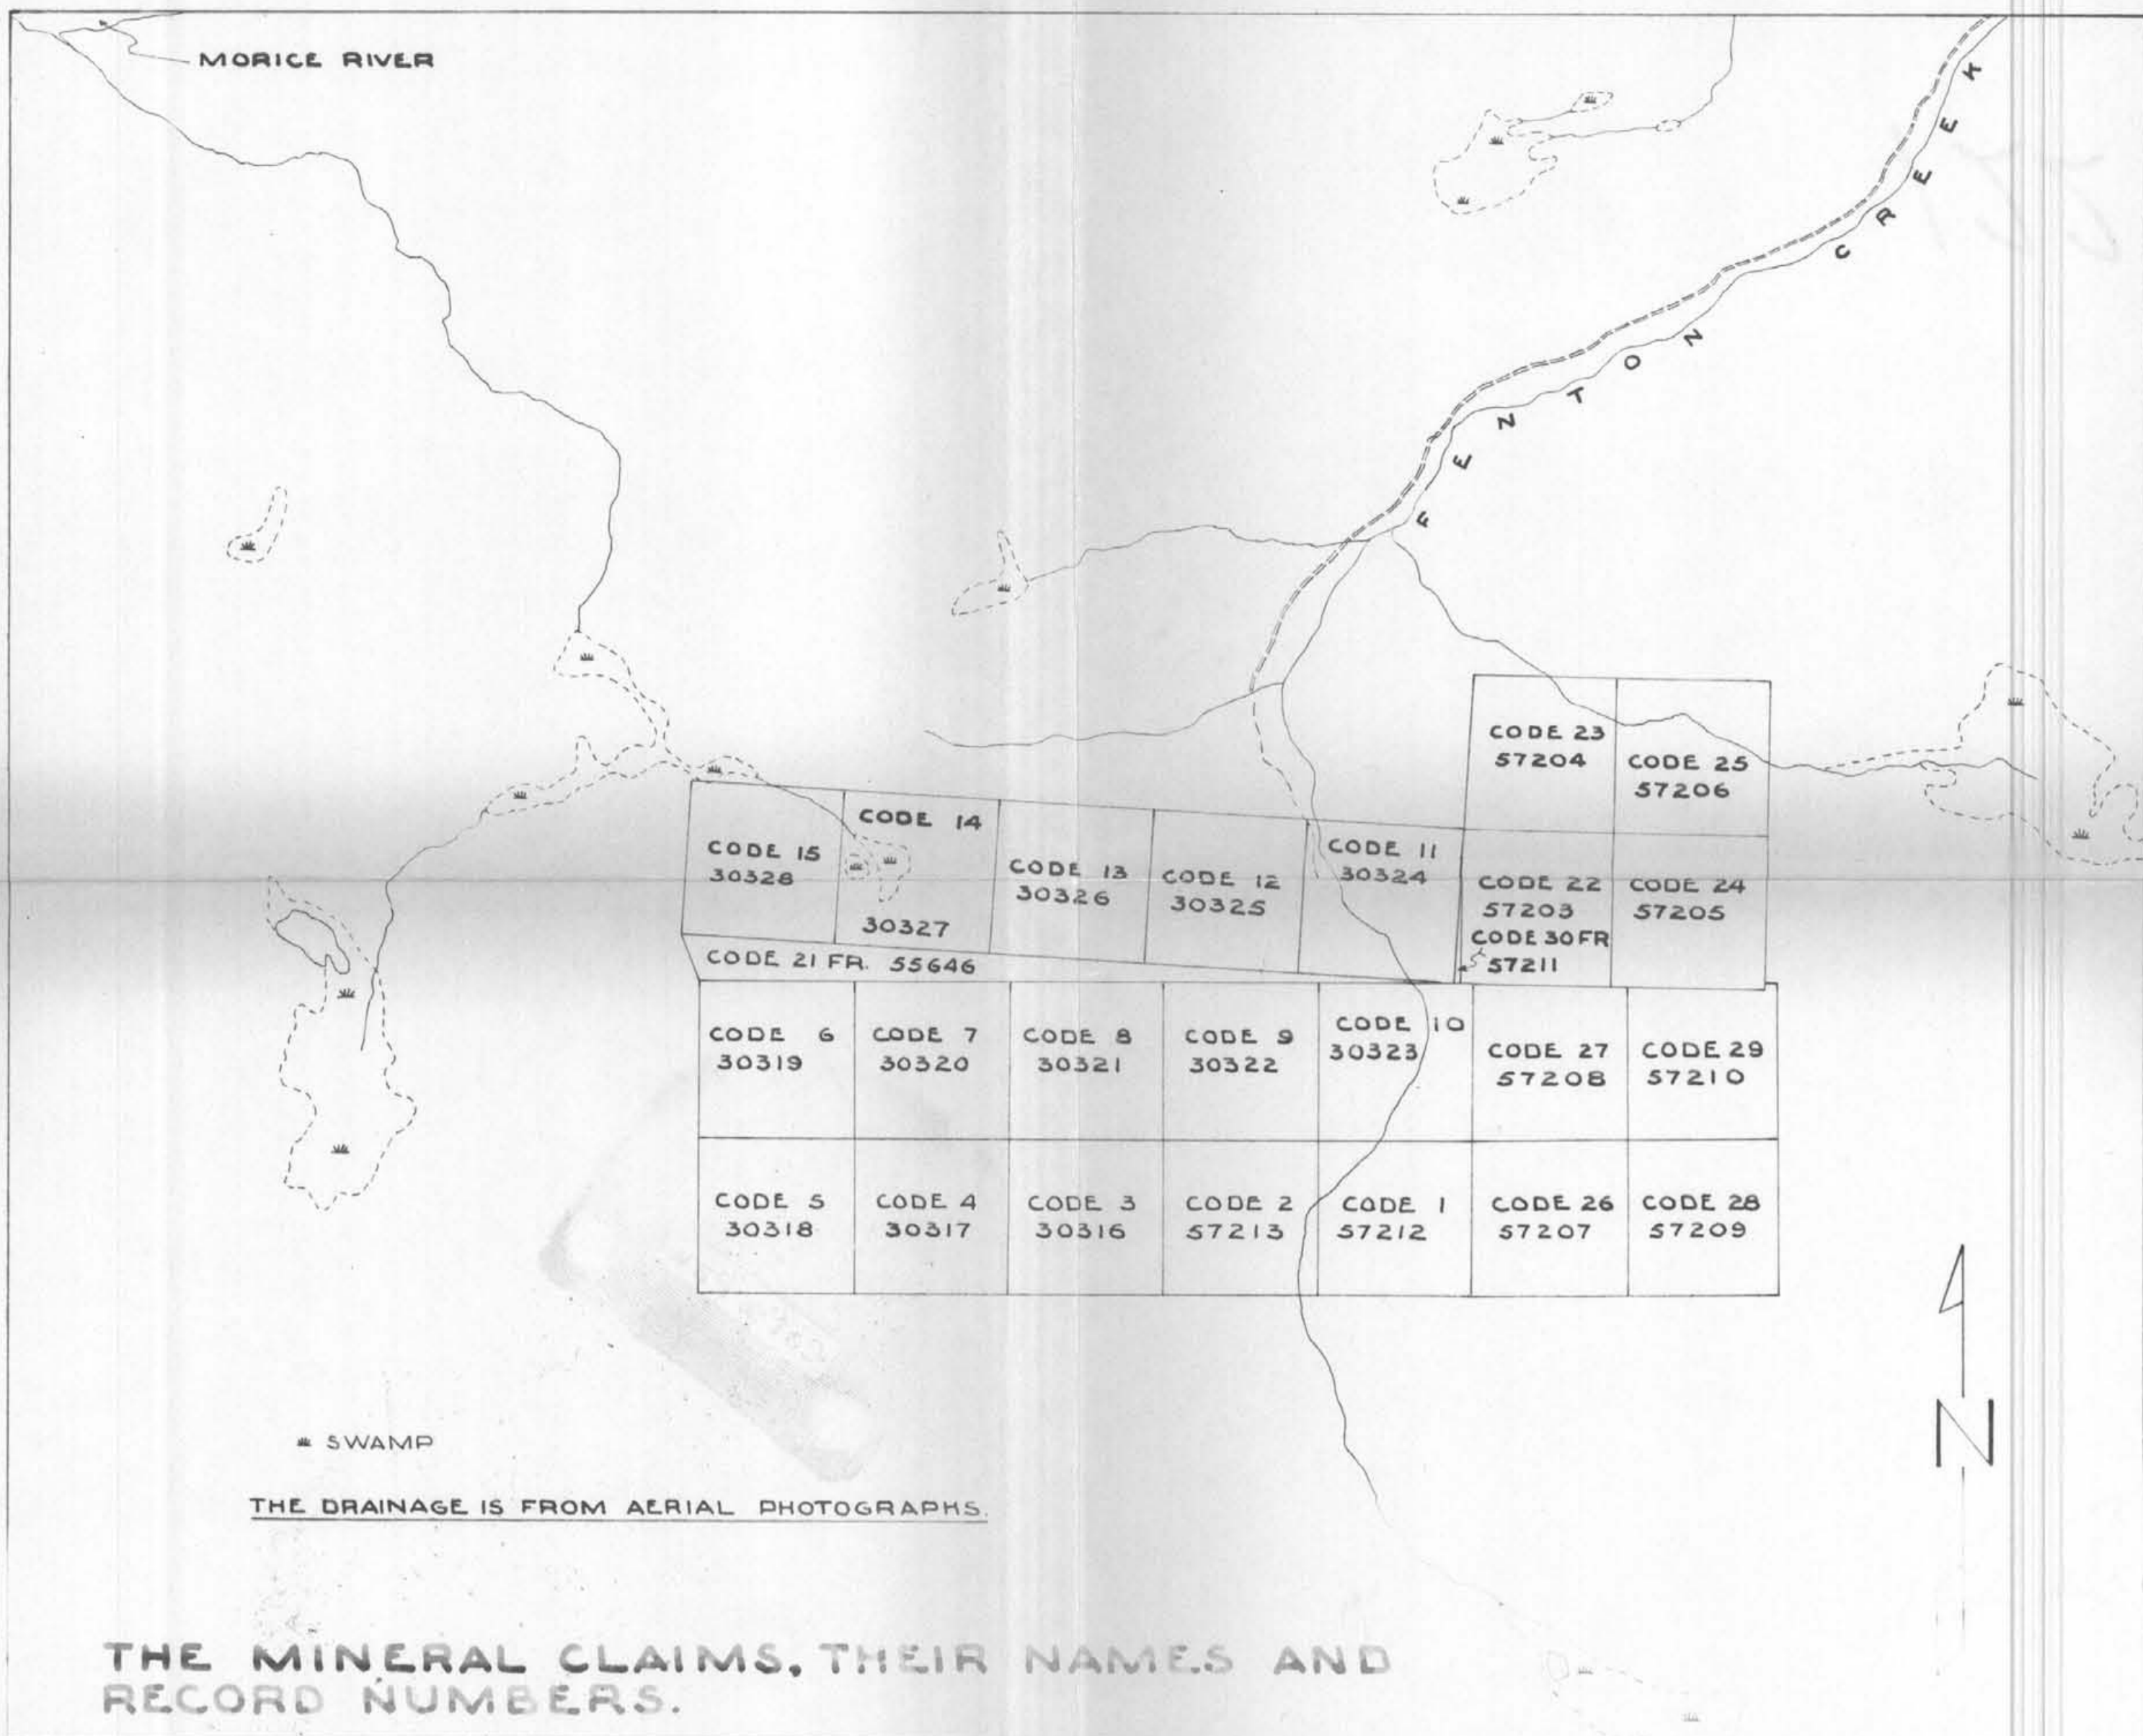 MORICE RIVER
FENTON CREEK
CODE 23
57204
CODE 25
57206
CODE 15
30328
CODE 14
30327
CODE 13
30326
CODE 12
30325
CODE 11
30324
CODE 22
57203
CODE 24
57205
CODE 30 FR
57211
CODE 21 FR. 55646
CODE 6
30319
CODE 7
30320
CODE 8
30321
CODE 9
30322
CODE 10
30323
CODE 27
57208
CODE 29
57210
CODE 5
30318
CODE 4
30317
CODE 3
30316
CODE 2
57213
CODE 1
57212
CODE 26
57207
CODE 28
57209
N
SWAMP
THE DRAINAGE IS FROM AERIAL PHOTOGRAPHS.
THE MINERAL CLAIMS, THEIR NAMES AND
RECORD NUMBERS.